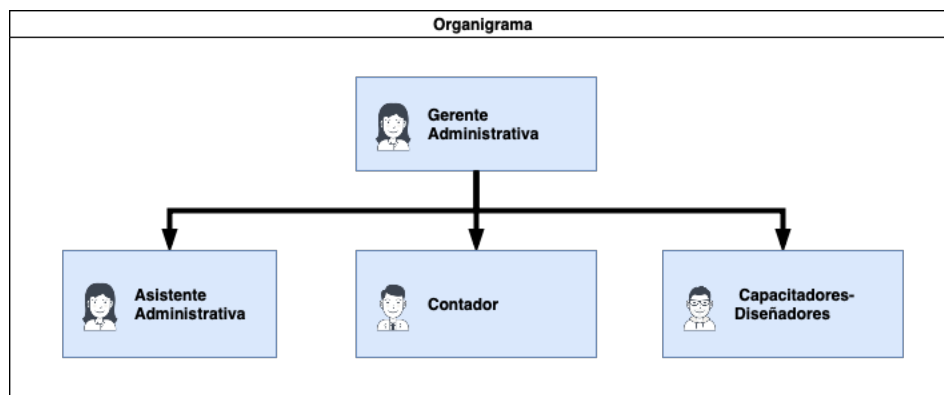 Organigrama
Gerente
Administrativa
Asistente
Administrativa
Contador
Capacitadores-
Diseñadores